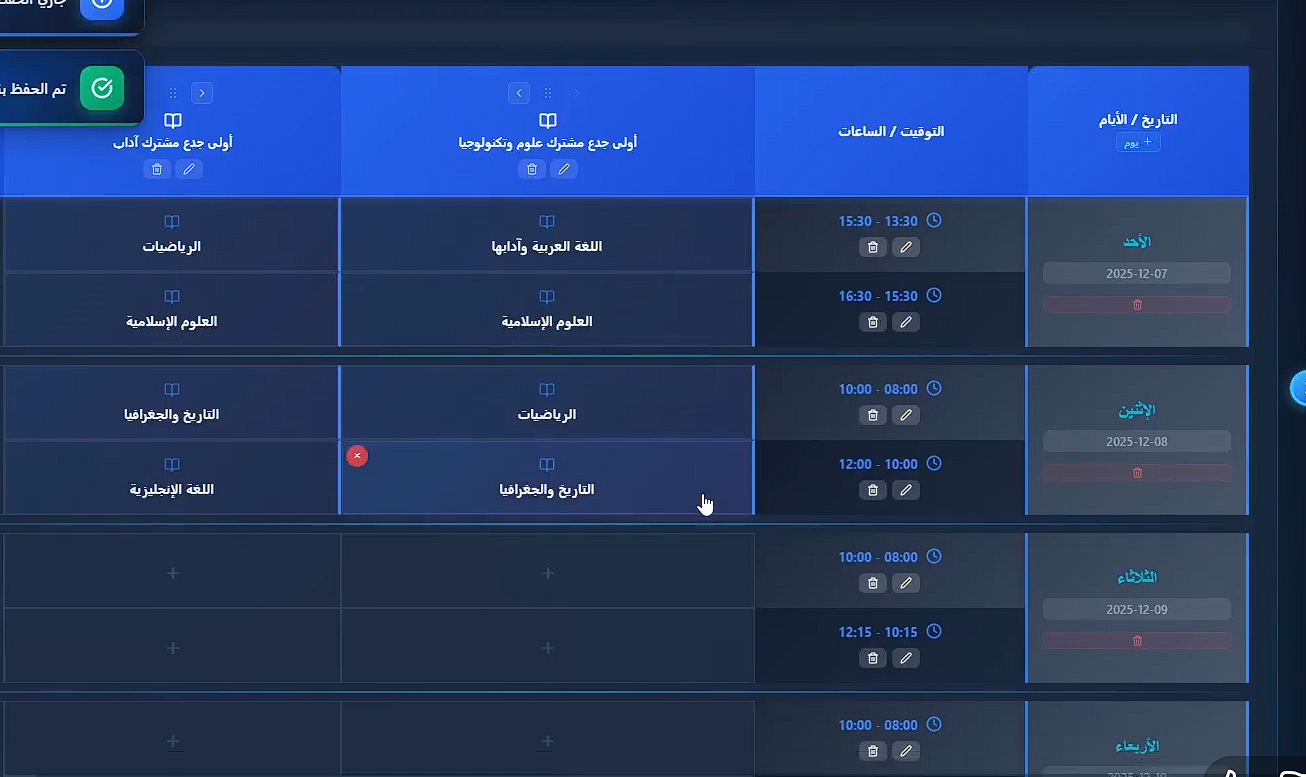 جاري الحفظ
تم الحفظ
التاريخ / الأيام
+ يوم
التوقيت / الساعات
أولى جدع مشترك علوم وتكنولوجيا
أولى جدع مشترك آداب
الأحد
2025-12-07
15:30 - 13:30
اللغة العربية وآدابها
الرياضيات
16:30 - 15:30
العلوم الإسلامية
العلوم الإسلامية
الإثنين
2025-12-08
10:00 - 08:00
الرياضيات
التاريخ والجغرافيا
12:00 - 10:00
التاريخ والجغرافيا
اللغة الإنجليزية
الثلاثاء
2025-12-09
10:00 - 08:00
12:15 - 10:15
الأربعاء
10:00 - 08:00